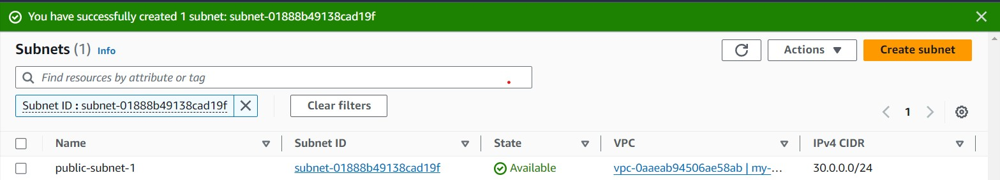 You have successfully created 1 subnet: subnet-01888b49138cad19f
Subnets (1) Info
Actions
Create subnet
Find resources by attribute or tag
Subnet ID : subnet-01888b49138cad19f
Clear filters
1
Name Subnet ID State VPC IPv4 CIDR
public-subnet-1 subnet-01888b49138cad19f Available vpc-0aaeab94506ae58ab | my-... 30.0.0.0/24